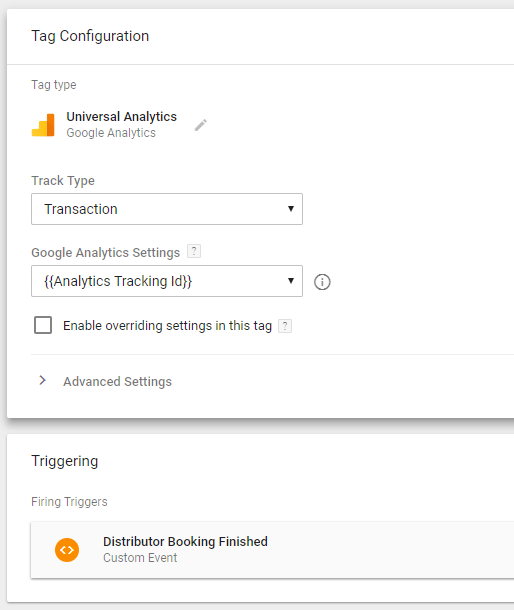 Tag Configuration
Tag type
Universal Analytics
Google Analytics
Track Type
Transaction
Google Analytics Settings ?
{{Analytics Tracking Id}}
Enable overriding settings in this tag ?
Advanced Settings
Triggering
Firing Triggers
Distributor Booking Finished
Custom Event